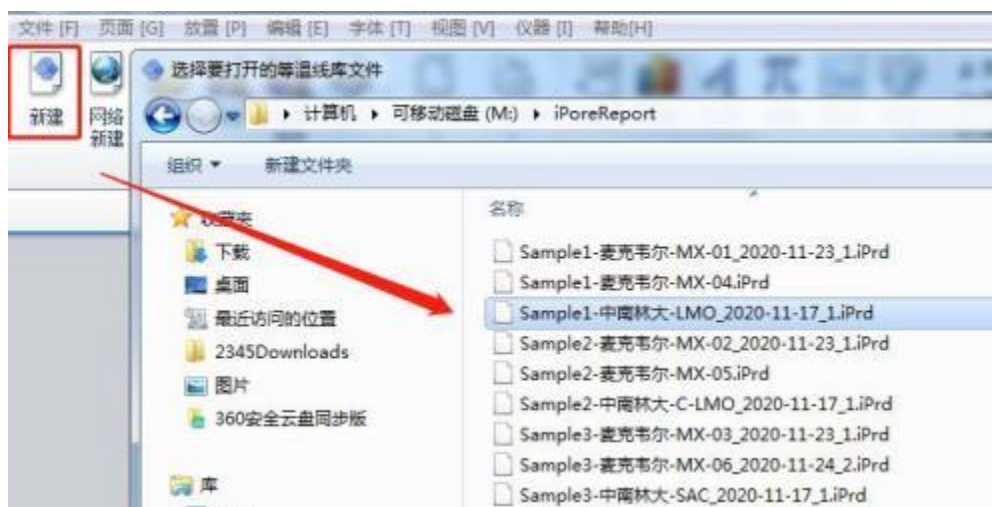 文件 [F] 页面 [G] 放置 [P] 编辑 [E] 字体 [T] 视图 [V] 仪器 [I] 帮助[H]
选择要打开的等温线库文件
新建
网络
新建
计算机 ▸ 可移动磁盘 (M:) ▸ iPoreReport
组织 新建文件夹
收藏夹
下载
桌面
最近访问的位置
2345Downloads
图片
360安全云盘同步版
库
名称
Sample1-麦克韦尔-MX-01_2020-11-23_1.iPrd
Sample1-麦克韦尔-MX-04.iPrd
Sample1-中南林大-LMO_2020-11-17_1.iPrd
Sample2-麦克韦尔-MX-02_2020-11-23_1.iPrd
Sample2-麦克韦尔-MX-05.iPrd
Sample2-中南林大-C-LMO_2020-11-17_1.iPrd
Sample3-麦克韦尔-MX-03_2020-11-23_1.iPrd
Sample3-麦克韦尔-MX-06_2020-11-24_2.iPrd
Sample3-中南林大-SAC_2020-11-17_1.iPrd